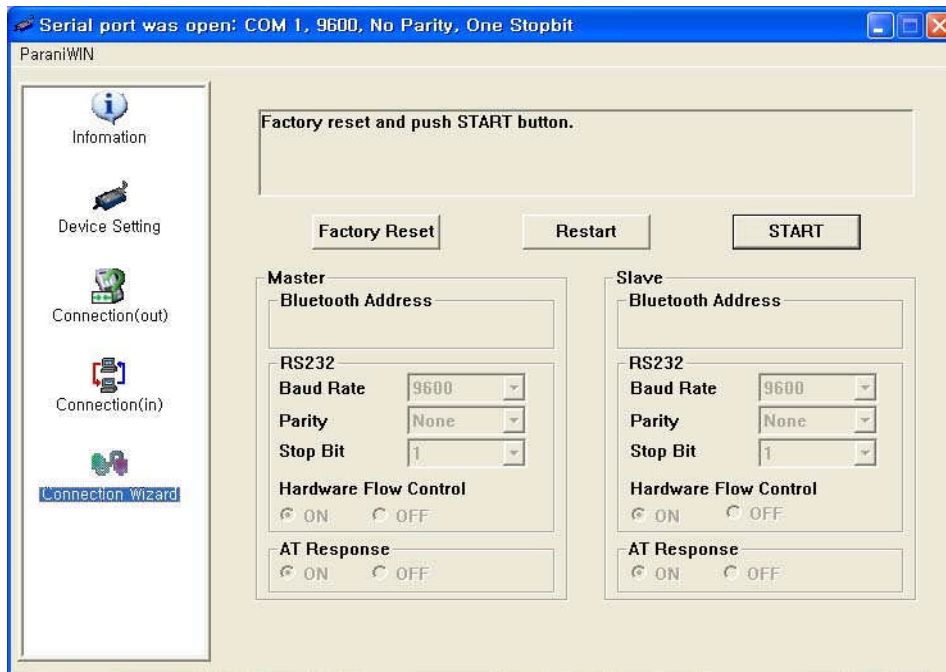 Serial port was open: COM 1, 9600, No Parity, One Stopbit
ParaniWIN
Infomation
Device Setting
Connection(out)
Connection(in)
Connection Wizard
Factory reset and push START button.
Factory Reset
Restart
START
Master
Bluetooth Address
RS232
Baud Rate
9600
Parity
None
Stop Bit
1
Hardware Flow Control
ON
OFF
AT Response
ON
OFF
Slave
Bluetooth Address
RS232
Baud Rate
9600
Parity
None
Stop Bit
1
Hardware Flow Control
ON
OFF
AT Response
ON
OFF